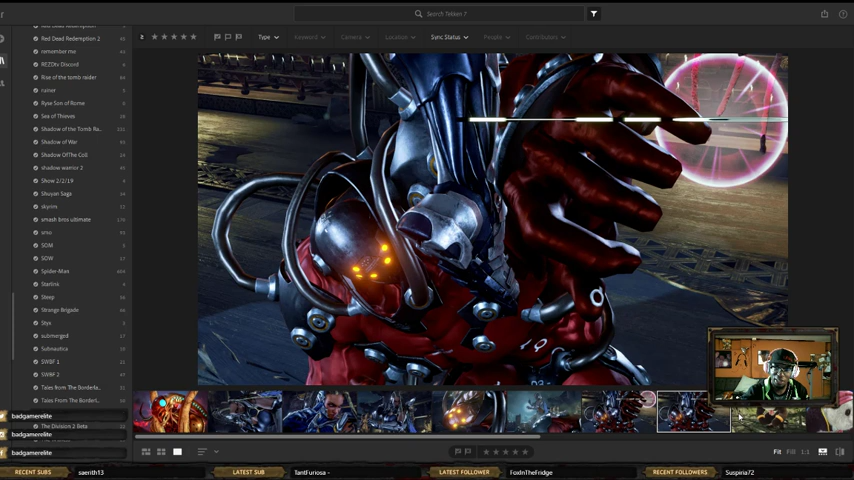 Search Tekken 7
Type
Keyword
Camera
Location
Sync Status
People
Contributors
Red Dead Redemption 2
remember me
REZDtv Discord
Rise of the tomb raider
ruiner
Ryse Son of Rome
Sea of Thieves
Shadow of the Tomb Ra..
Shadow of War
Shadow Of The Col
shadow warrior 2
Show 2/2/19
Shuyan Saga
skyrim
smash bros ultimate
SOM
SOW
Spider-Man
Starlink
Steep
Strange Brigade
Styx
submerged
Subnautica
SWBF 1
SWBF 2
Tales from the Borderla..
Tales From The Borderl..
badgamerelite
The Division 2 Beta
badgamerelite
badgamerelite
Fit
Fill
1:1
RECENT SUBS
saerith13
LATEST SUB
TantFuriosa -
LATEST FOLLOWER
FoxInTheFridge
RECENT FOLLOWERS
Suspiria72